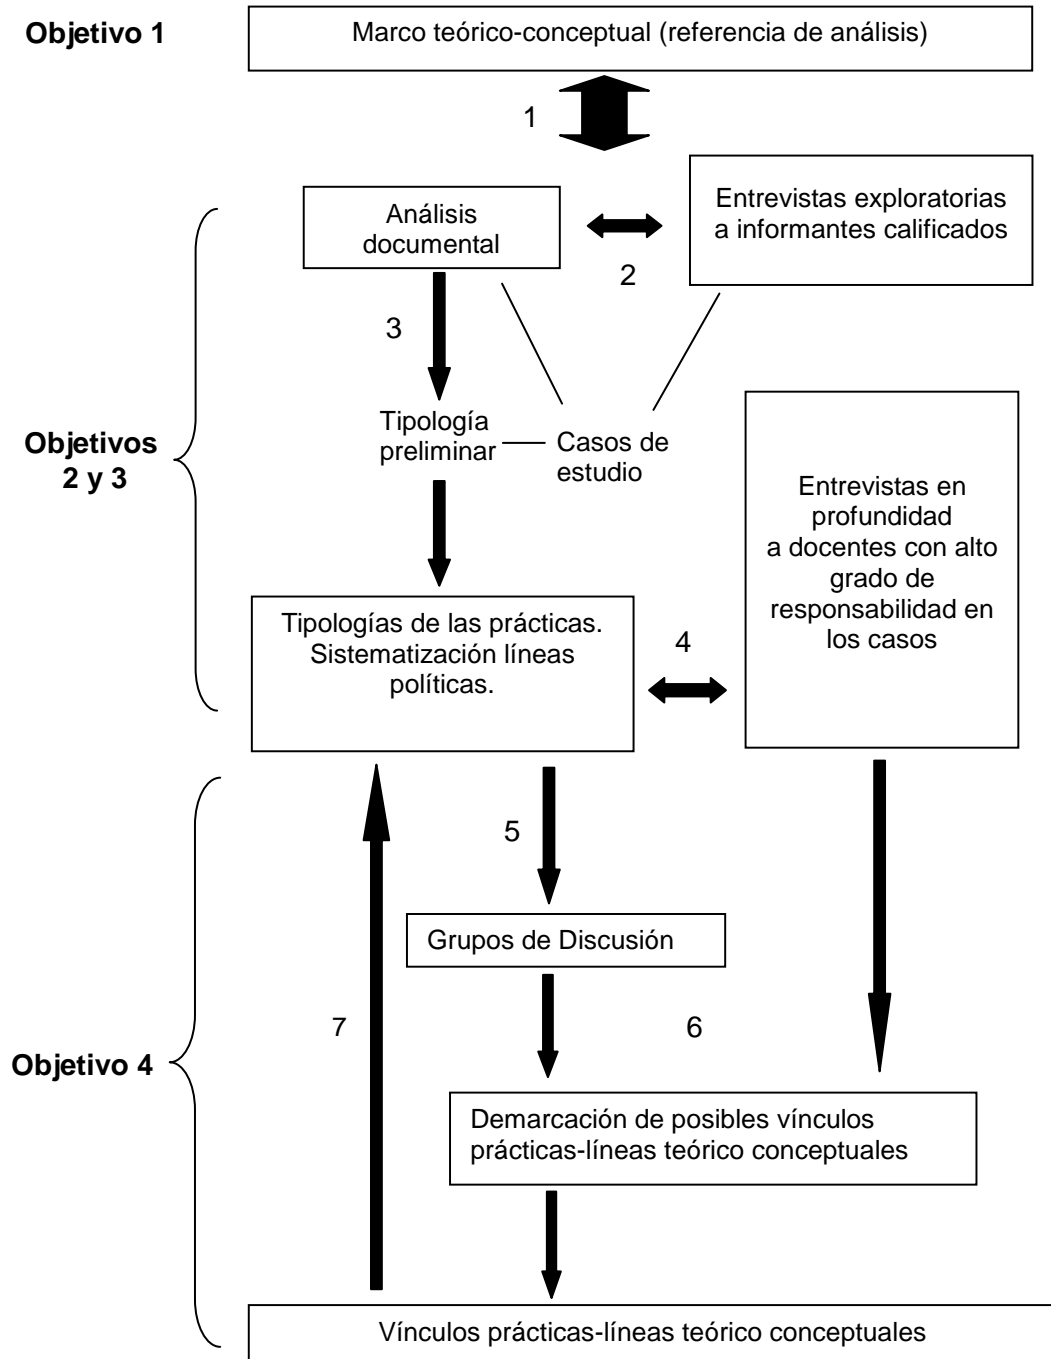 Objetivo 1
Marco teórico-conceptual (referencia de análisis)
1
Análisis
documental
Entrevistas exploratorias
a informantes calificados
2
3
Tipología
preliminar
Casos de
estudio
Objetivos
2 y 3
Entrevistas en
profundidad
a docentes con alto
grado de
responsabilidad en
los casos
Tipologías de las prácticas.
Sistematización líneas
políticas.
4
5
Grupos de Discusión
7
6
Objetivo 4
Demarcación de posibles vínculos
prácticas-líneas teórico conceptuales
Vínculos prácticas-líneas teórico conceptuales